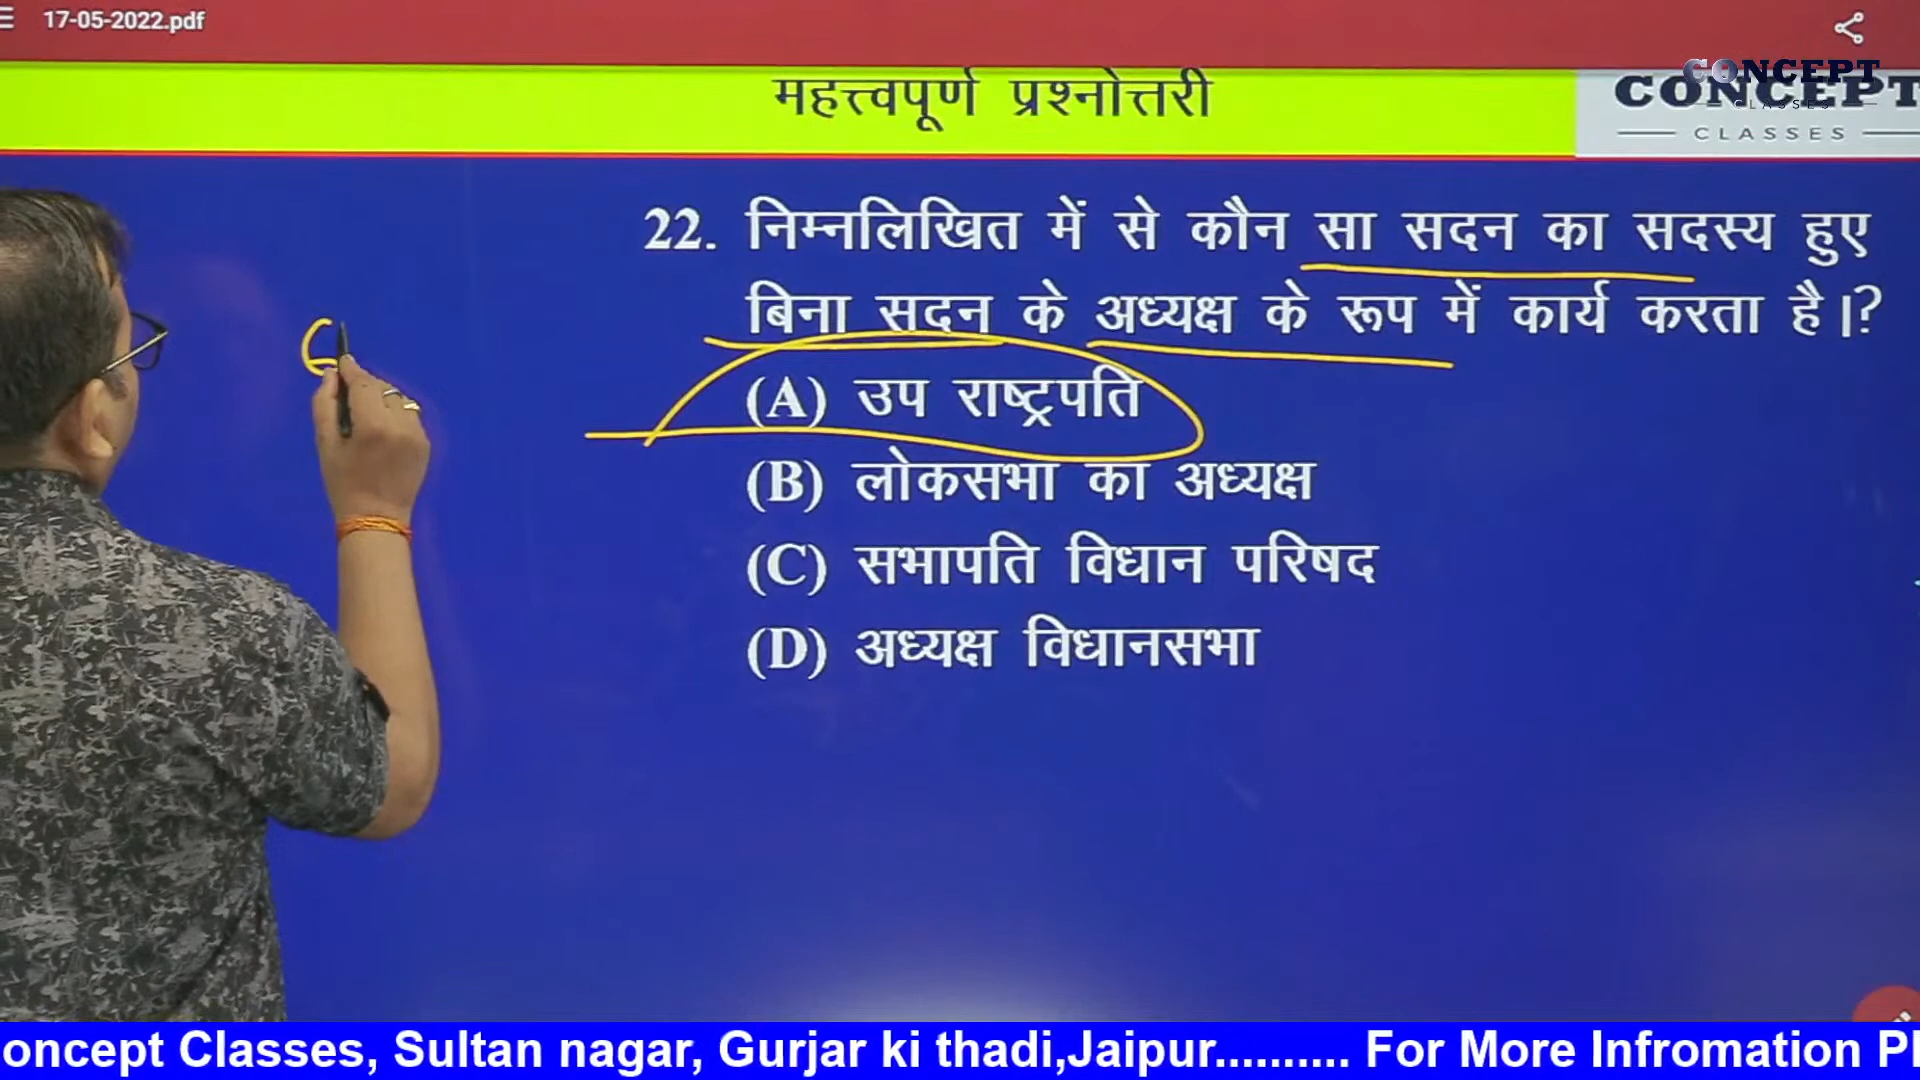 17-05-2022.pdf
महत्त्वपूर्ण प्रश्नोत्तरी
CONCEPT
CLASSES
CONCEPT
CLASSES
22. निम्नलिखित में से कौन सा सदन का सदस्य हुए
बिना सदन के अध्यक्ष के रूप में कार्य करता है।?
(A) उप राष्ट्रपति
(B) लोकसभा का अध्यक्ष
(C) सभापति विधान परिषद
(D) अध्यक्ष विधानसभा
oncept Classes, Sultan nagar, Gurjar ki thadi,Jaipur.......... For More Infromation Pl